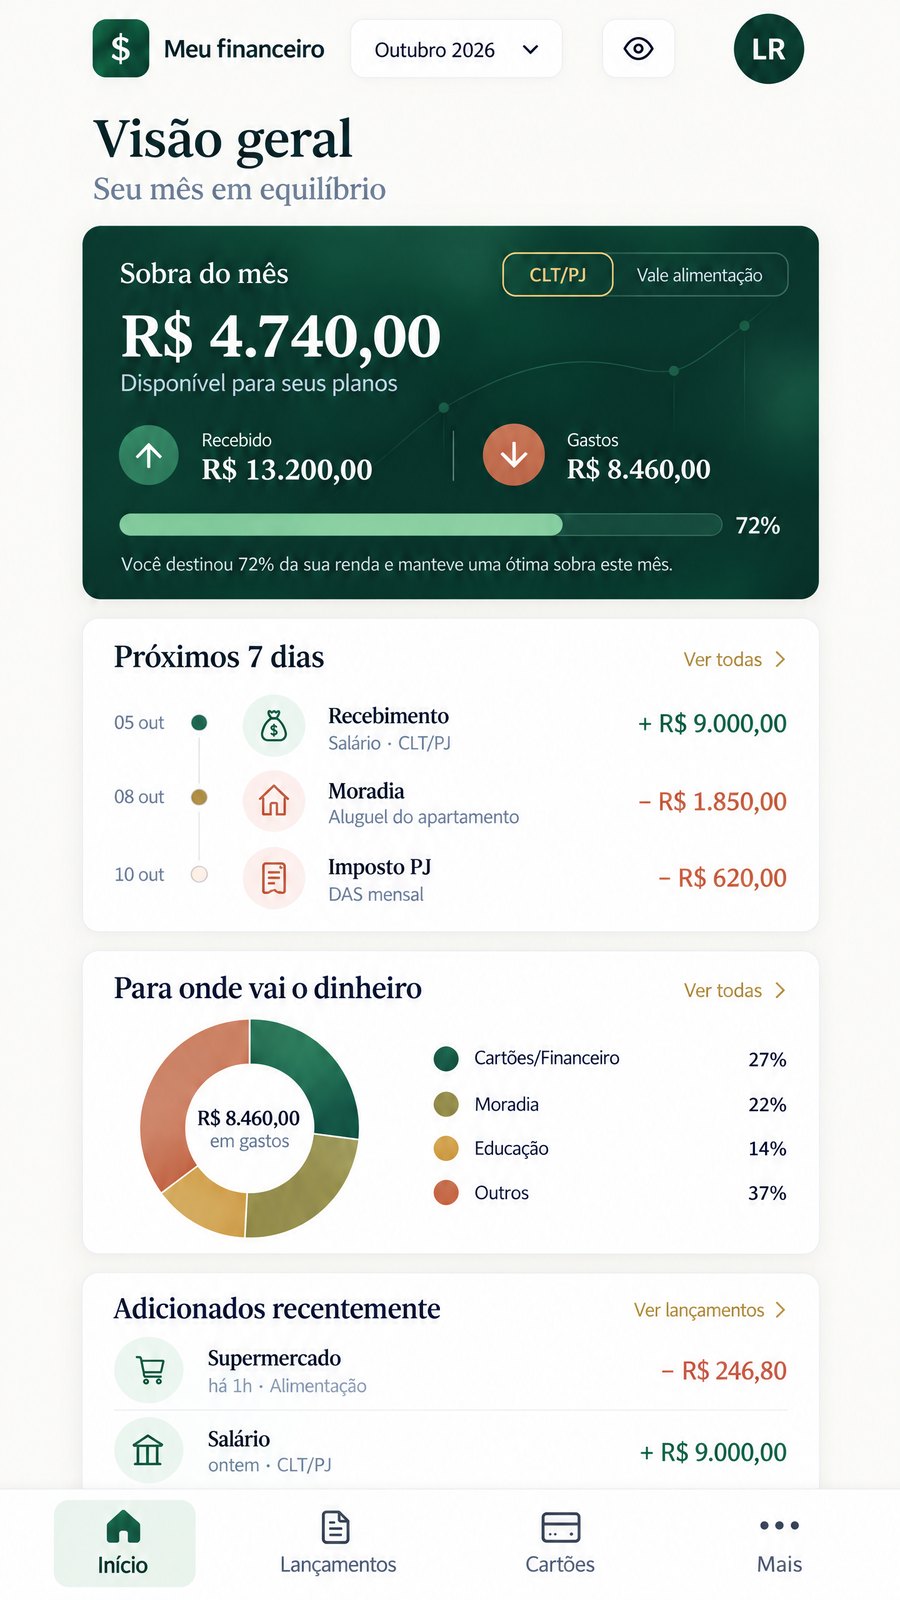 $ Meu financeiro
Outubro 2026
LR
Visão geral
Seu mês em equilíbrio
Sobra do mês
CLT/PJ
Vale alimentação
R$ 4.740,00
Disponível para seus planos
Recebido
R$ 13.200,00
Gastos
R$ 8.460,00
72%
Você destinou 72% da sua renda e manteve uma ótima sobra este mês.
Próximos 7 dias
Ver todas
05 out
$
Recebimento
Salário · CLT/PJ
+ R$ 9.000,00
08 out
Moradia
Aluguel do apartamento
– R$ 1.850,00
10 out
Imposto PJ
DAS mensal
– R$ 620,00
Para onde vai o dinheiro
Ver todas
R$ 8.460,00
em gastos
Cartões/Financeiro 27%
Moradia 22%
Educação 14%
Outros 37%
Adicionados recentemente
Ver lançamentos
Supermercado
há 1h · Alimentação
– R$ 246,80
Salário
ontem · CLT/PJ
+ R$ 9.000,00
Início
Lançamentos
Cartões
Mais